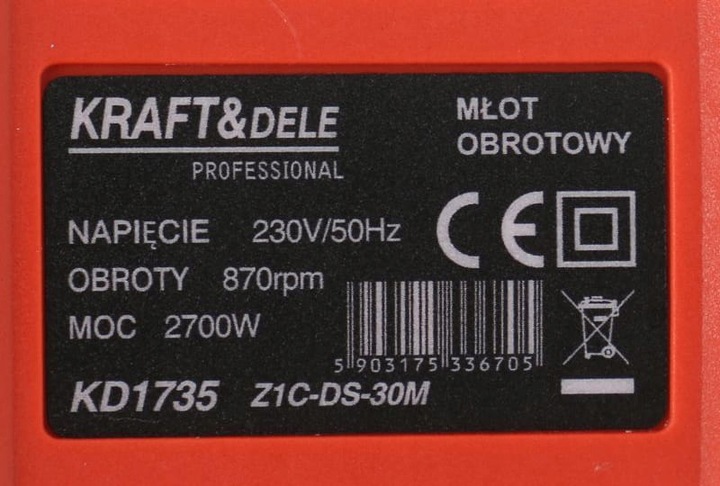 KRAFT&DELE
PROFESSIONAL
MŁOT
OBROTOWY
NAPIĘCIE 230V/50Hz
OBROTY 870rpm
MOC 2700W
CE
5 903175 336705
KD1735 Z1C-DS-30M